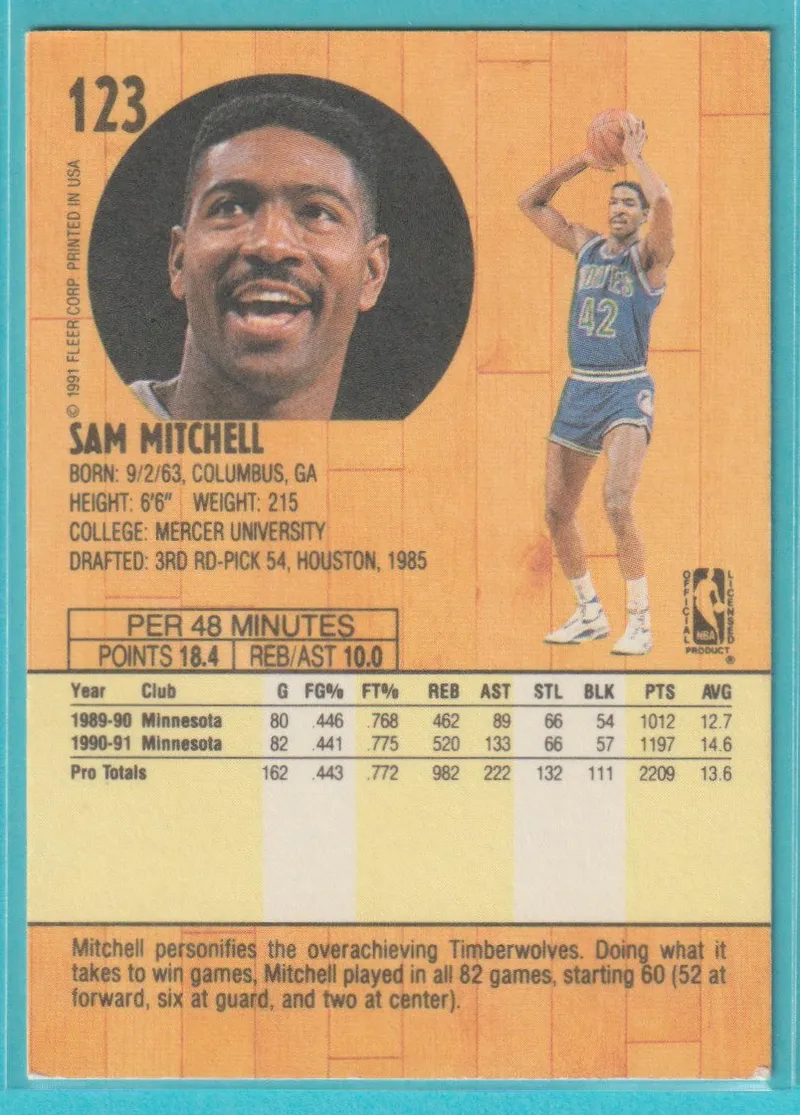 123
© 1991 FLEER CORP PRINTED IN USA
42
SAM MITCHELL
BORN: 9/2/63, COLUMBUS, GA
HEIGHT: 6'6" WEIGHT: 215
COLLEGE: MERCER UNIVERSITY
DRAFTED: 3RD RD-PICK 54, HOUSTON, 1985
OFFICIAL
LICENSED
NBA
PRODUCT
®
PER 48 MINUTES
POINTS 18.4 REB/AST 10.0
Year Club G FG% FT% REB AST STL BLK PTS AVG
1989-90 Minnesota 80 .446 .768 462 89 66 54 1012 12.7
1990-91 Minnesota 82 .441 .775 520 133 66 57 1197 14.6
Pro Totals 162 .443 .772 982 222 132 111 2209 13.6
Mitchell personifies the overachieving Timberwolves. Doing what it
takes to win games, Mitchell played in all 82 games, starting 60 (52 at
forward, six at guard, and two at center).